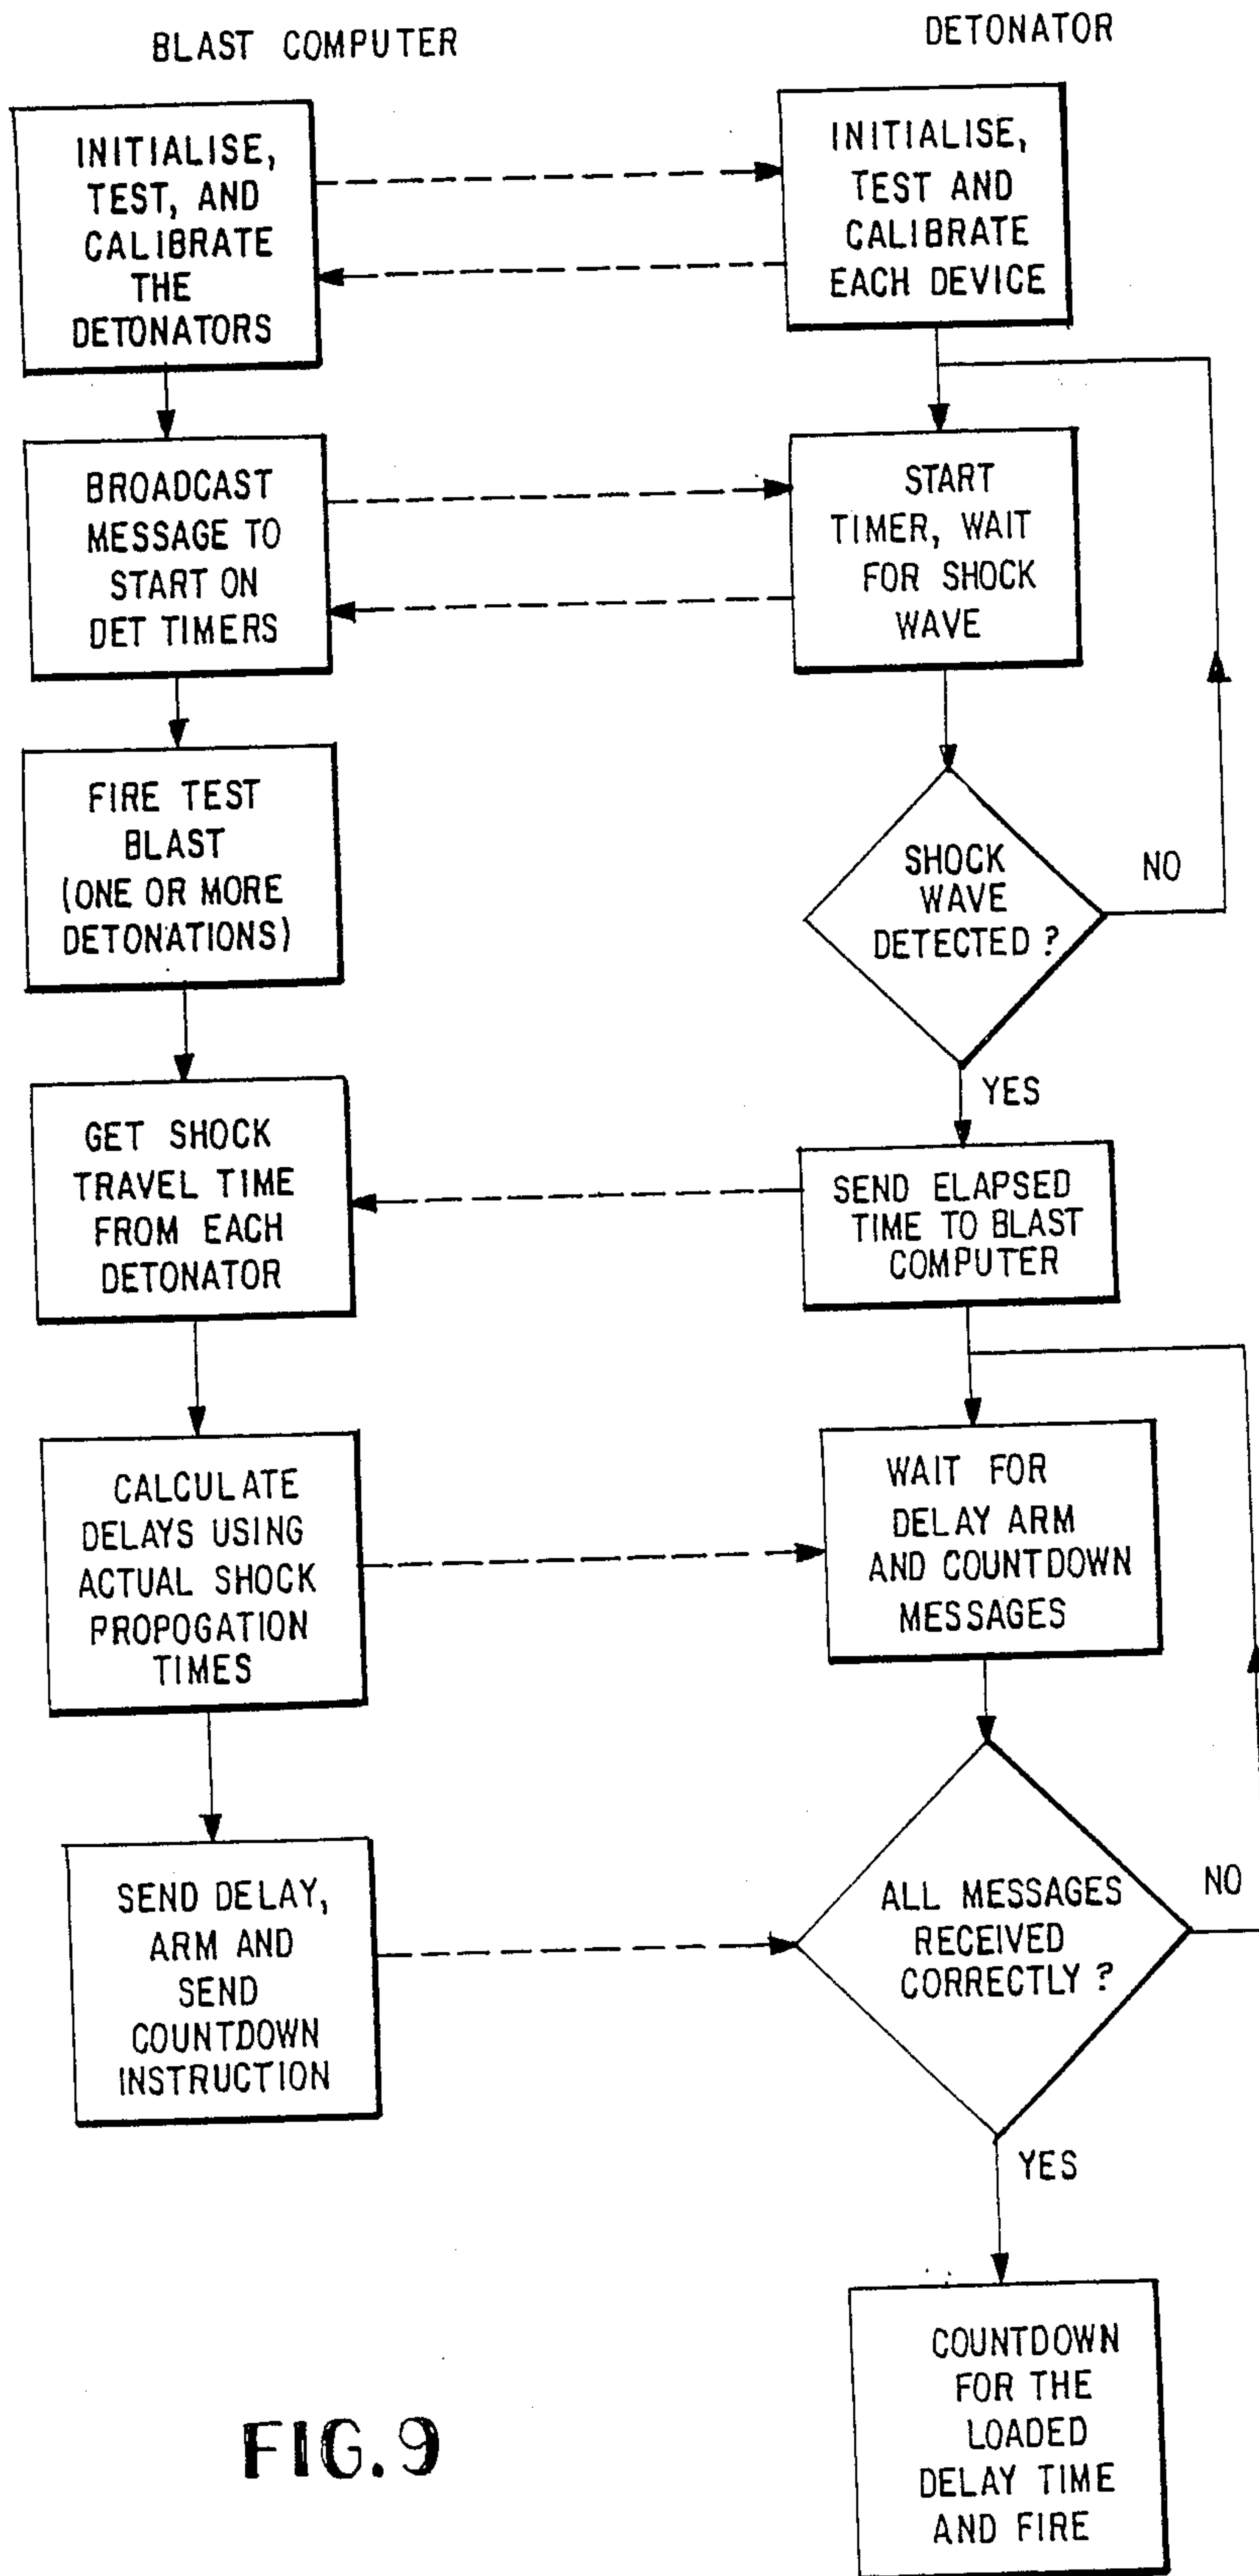 BLAST COMPUTER
DETONATOR
INITIALISE,
TEST, AND
CALIBRATE
THE
DETONATORS
INITIALISE,
TEST AND
CALIBRATE
EACH DEVICE
BROADCAST
MESSAGE TO
START ON
DET TIMERS
START
TIMER, WAIT
FOR SHOCK
WAVE
FIRE TEST
BLAST
(ONE OR MORE
DETONATIONS)
SHOCK
WAVE
DETECTED ?
NO
YES
GET SHOCK
TRAVEL TIME
FROM EACH
DETONATOR
SEND ELAPSED
TIME TO BLAST
COMPUTER
CALCULATE
DELAYS USING
ACTUAL SHOCK
PROPOGATION
TIMES
WAIT FOR
DELAY ARM
AND COUNTDOWN
MESSAGES
SEND DELAY,
ARM AND
SEND
COUNTDOWN
INSTRUCTION
ALL MESSAGES
RECEIVED
CORRECTLY ?
NO
YES
COUNTDOWN
FOR THE
LOADED
DELAY TIME
AND FIRE
FIG. 9